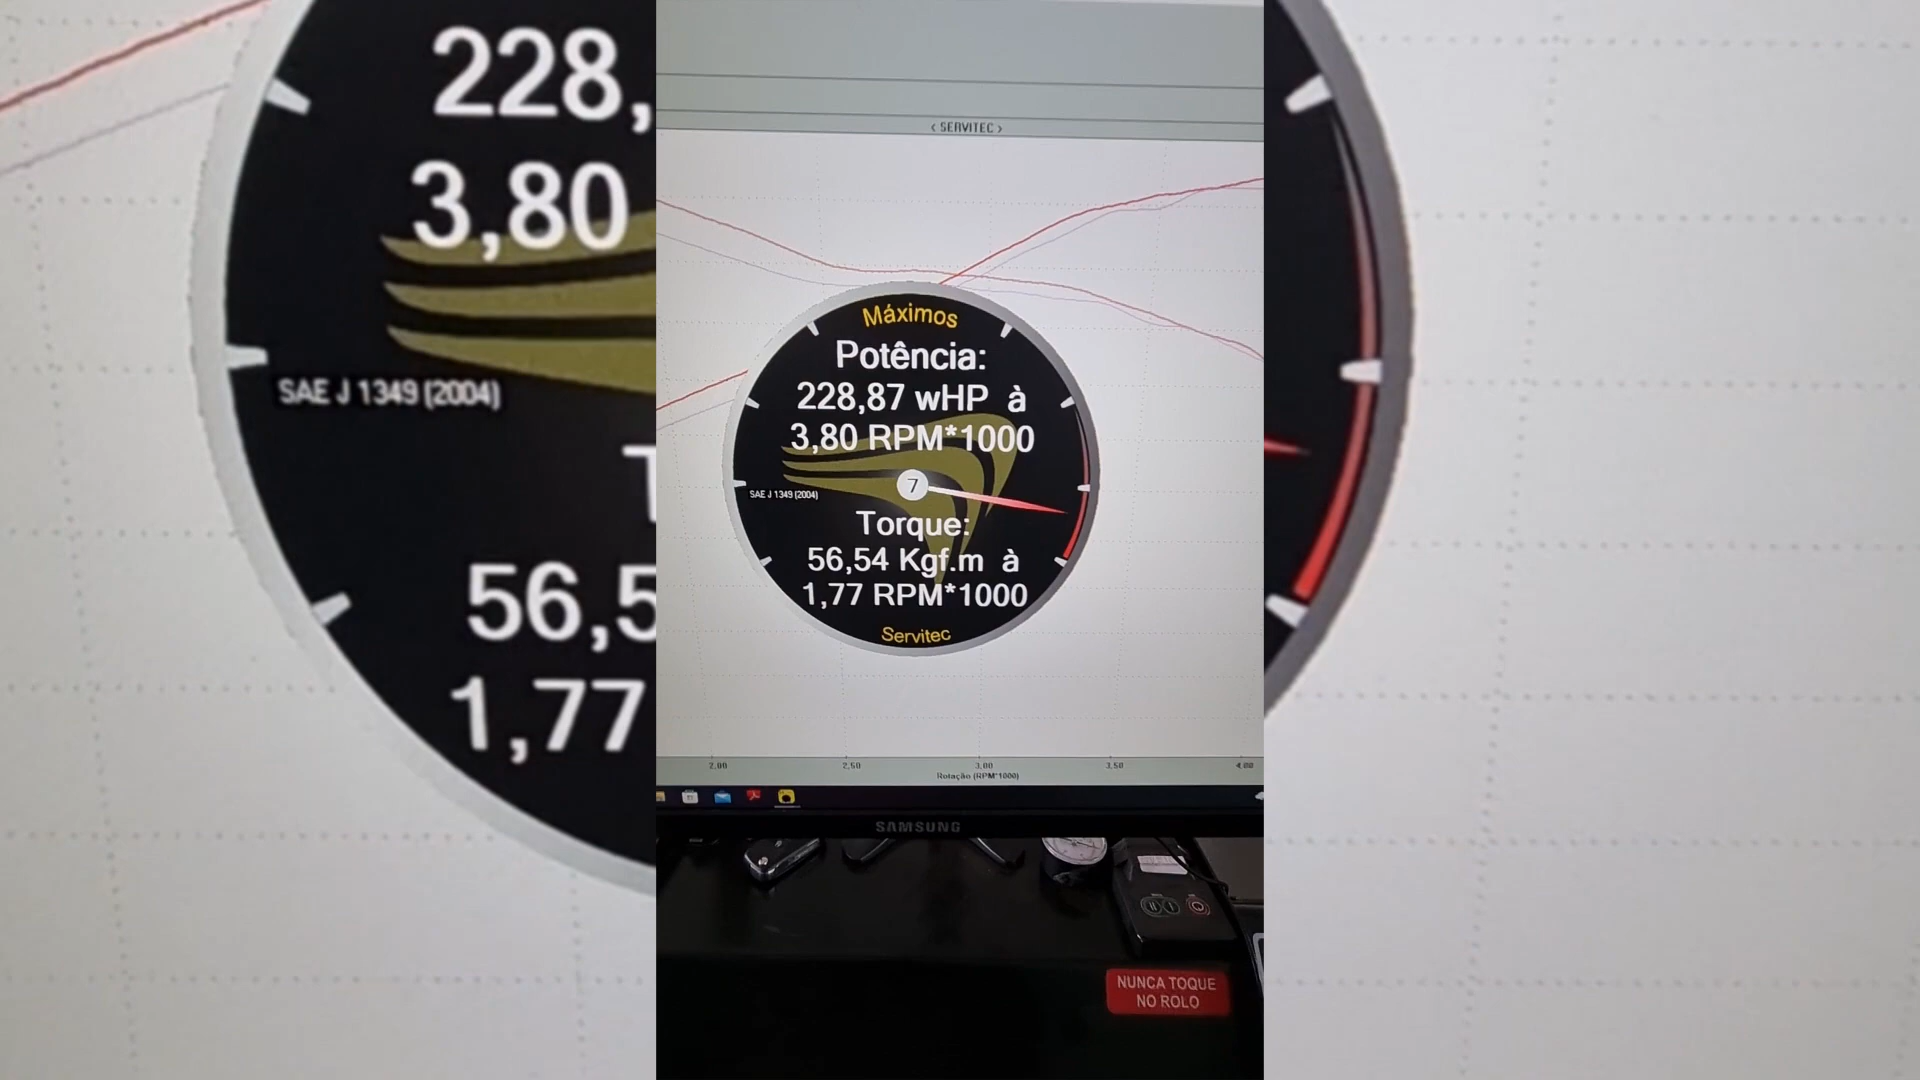 228,
3,80
SAE J 1349 (2004)
56,5
1,77
< SERVITEC >
Máximos
Potência:
228,87 wHP à
3,80 RPM*1000
7
SAE J 1349 (2004)
Torque:
56,54 Kgf.m à
1,77 RPM*1000
Servitec
2,00 2,50 3,00 3,50 4,00
Rotação (RPM*1000)
SAMSUNG
NUNCA TOQUE
NO ROLO